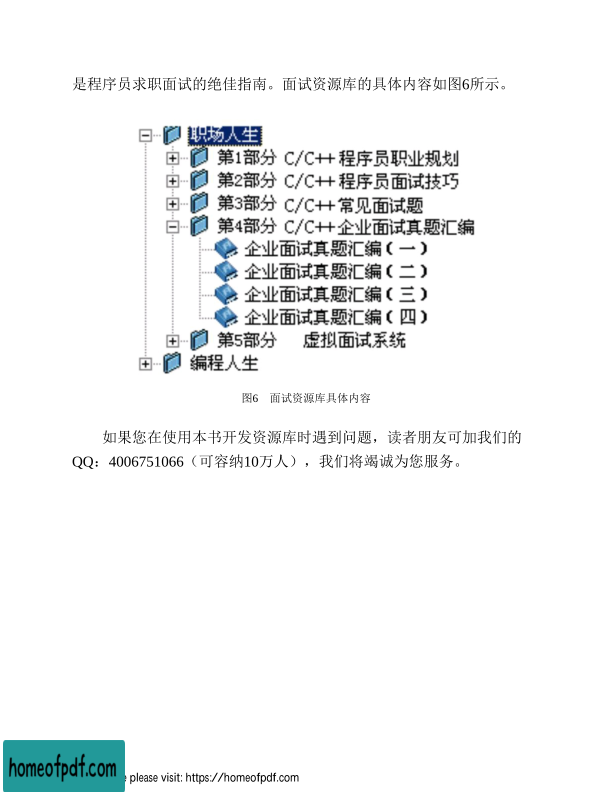 是程序员求职面试的绝佳指南。面试资源库的具体内容如图6所示。
职场人生
第1部分 C/C++程序员职业规划
第2部分 C/C++程序员面试技巧
第3部分 C/C++常见面试题
第4部分 C/C++企业面试真题汇编
企业面试真题汇编(一)
企业面试真题汇编(二)
企业面试真题汇编(三)
企业面试真题汇编(四)
第5部分 虚拟面试系统
编程人生
图6 面试资源库具体内容
如果您在使用本书开发资源库时遇到问题，读者朋友可加我们的
QQ：4006751066（可容纳10万人），我们将竭诚为您服务。
homeofpdf.com
please visit: https://homeofpdf.com